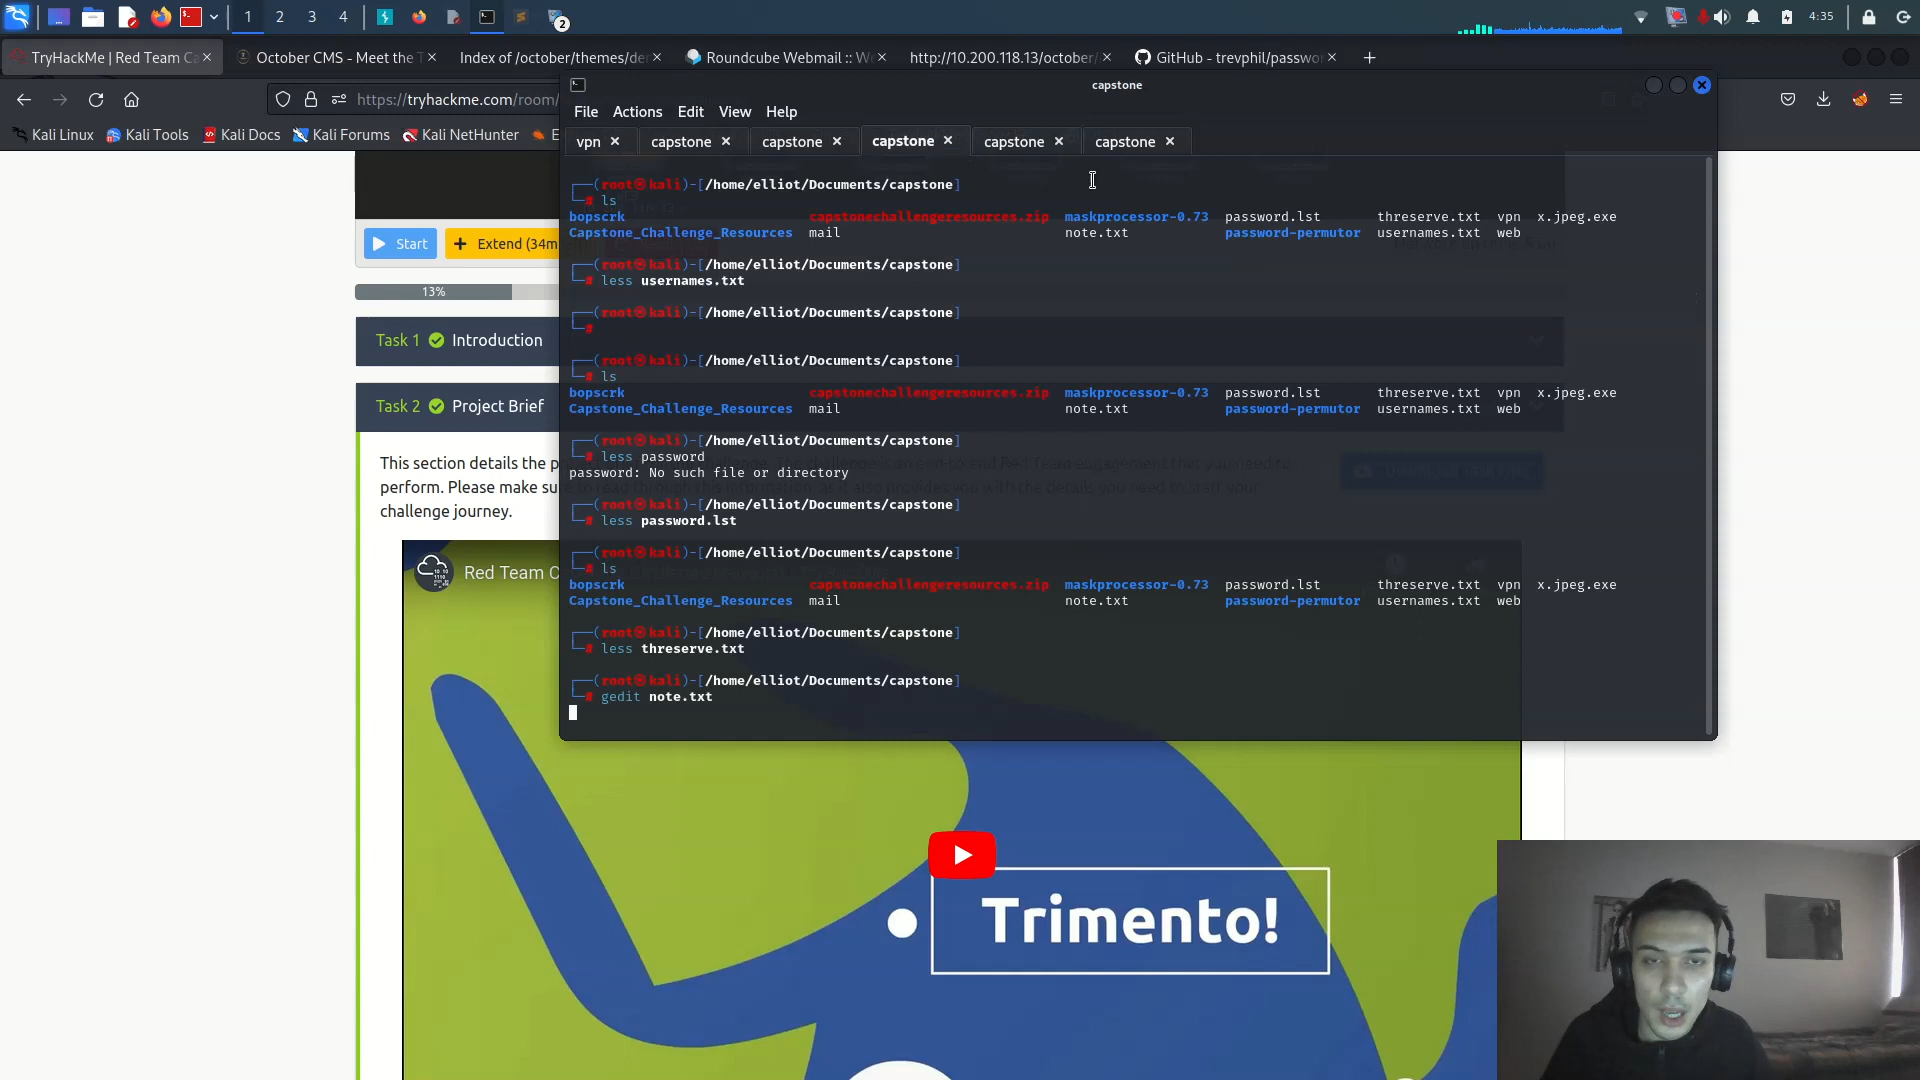 1 2 3 4 2 4:35
TryHackMe | Red Team Ca
October CMS - Meet the T
Index of /october/themes/de
Roundcube Webmail :: W
http://10.200.118.13/october/
GitHub - trevphil/passwo
capstone
https://tryhackme.com/room/
File Actions Edit View Help
Kali Linux Kali Tools Kali Docs Kali Forums Kali NetHunter E
vpn capstone capstone capstone capstone capstone
(root㉿kali)-[/home/elliot/Documents/capstone]
# ls
bopscrk capstonechallengeresources.zip maskprocessor-0.73 password.lst threserve.txt vpn x.jpeg.exe
Capstone_Challenge_Resources mail note.txt password-permutor usernames.txt web
(root㉿kali)-[/home/elliot/Documents/capstone]
# less usernames.txt
(root㉿kali)-[/home/elliot/Documents/capstone]
#
(root㉿kali)-[/home/elliot/Documents/capstone]
# ls
bopscrk capstonechallengeresources.zip maskprocessor-0.73 password.lst threserve.txt vpn x.jpeg.exe
Capstone_Challenge_Resources mail note.txt password-permutor usernames.txt web
(root㉿kali)-[/home/elliot/Documents/capstone]
# less password
password: No such file or directory
(root㉿kali)-[/home/elliot/Documents/capstone]
# less password.lst
(root㉿kali)-[/home/elliot/Documents/capstone]
# ls
bopscrk capstonechallengeresources.zip maskprocessor-0.73 password.lst threserve.txt vpn x.jpeg.exe
Capstone_Challenge_Resources mail note.txt password-permutor usernames.txt web
(root㉿kali)-[/home/elliot/Documents/capstone]
# less threserve.txt
(root㉿kali)-[/home/elliot/Documents/capstone]
# gedit note.txt
Start
Extend (34m
13%
Task 1 Introduction
Task 2 Project Brief
This section details the p
perform. Please make su
challenge journey.
Red Team C
Trimento!